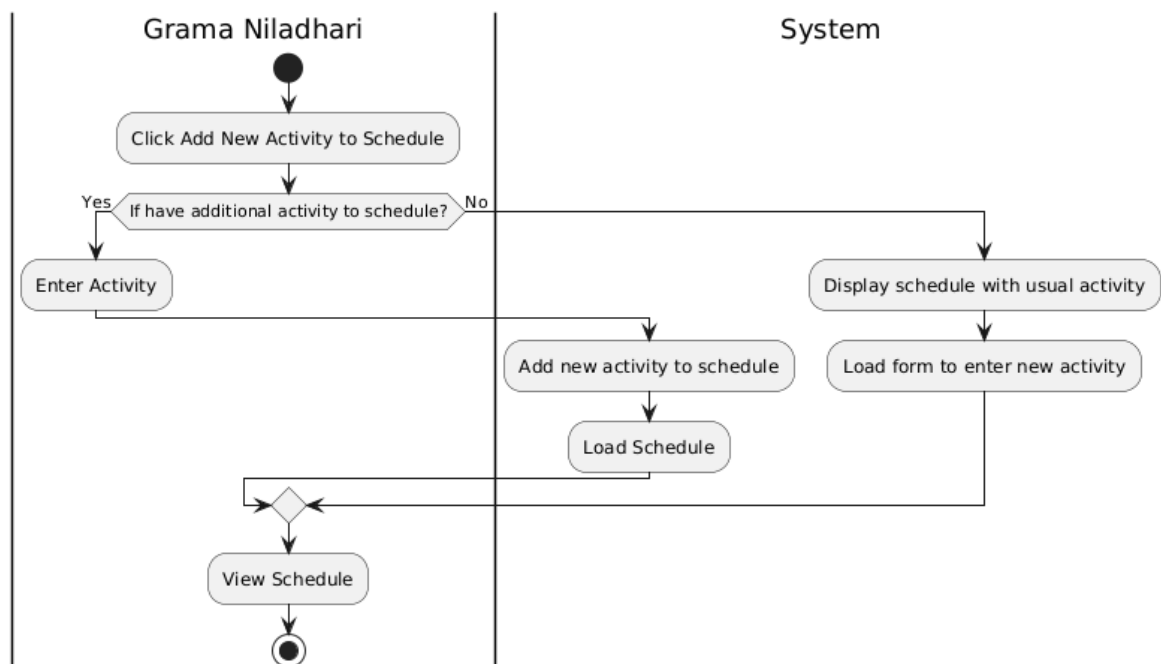 Grama Niladhari
System
Click Add New Activity to Schedule
Yes
If have additional activity to schedule?
No
Enter Activity
Display schedule with usual activity
Add new activity to schedule
Load form to enter new activity
Load Schedule
View Schedule